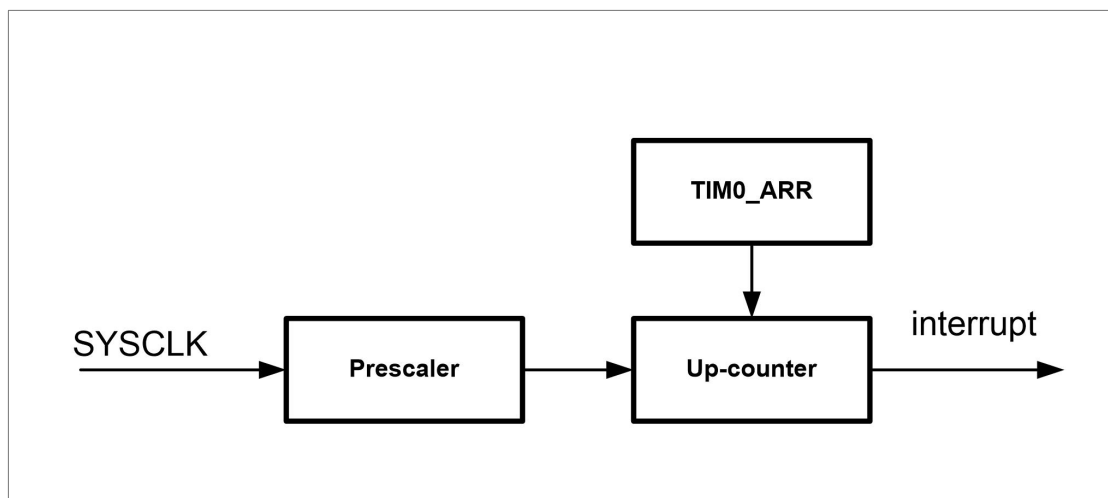 TIM0_ARR
SYSCLK
Prescaler
Up-counter
interrupt